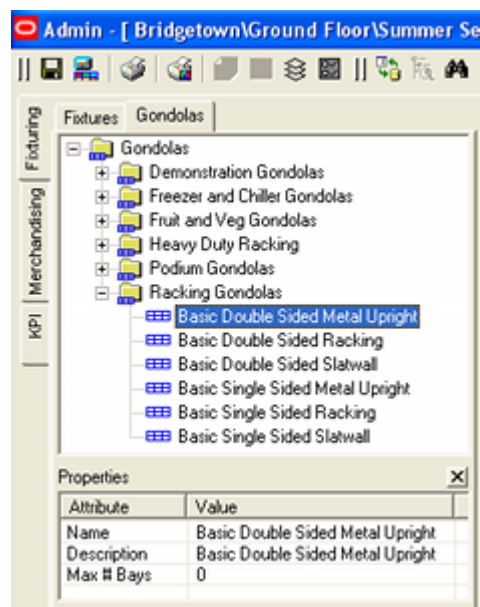 Admin - [ Bridgetown\Ground Floor\Summer Se
Fixtures
Gondolas
Fixturing
Merchandising
KPI
Gondolas
Demonstration Gondolas
Freezer and Chiller Gondolas
Fruit and Veg Gondolas
Heavy Duty Racking
Podium Gondolas
Racking Gondolas
Basic Double Sided Metal Upright
Basic Double Sided Racking
Basic Double Sided Slatwall
Basic Single Sided Metal Upright
Basic Single Sided Racking
Basic Single Sided Slatwall
Properties
Attribute Value
Name Basic Double Sided Metal Upright
Description Basic Double Sided Metal Upright
Max # Bays 0